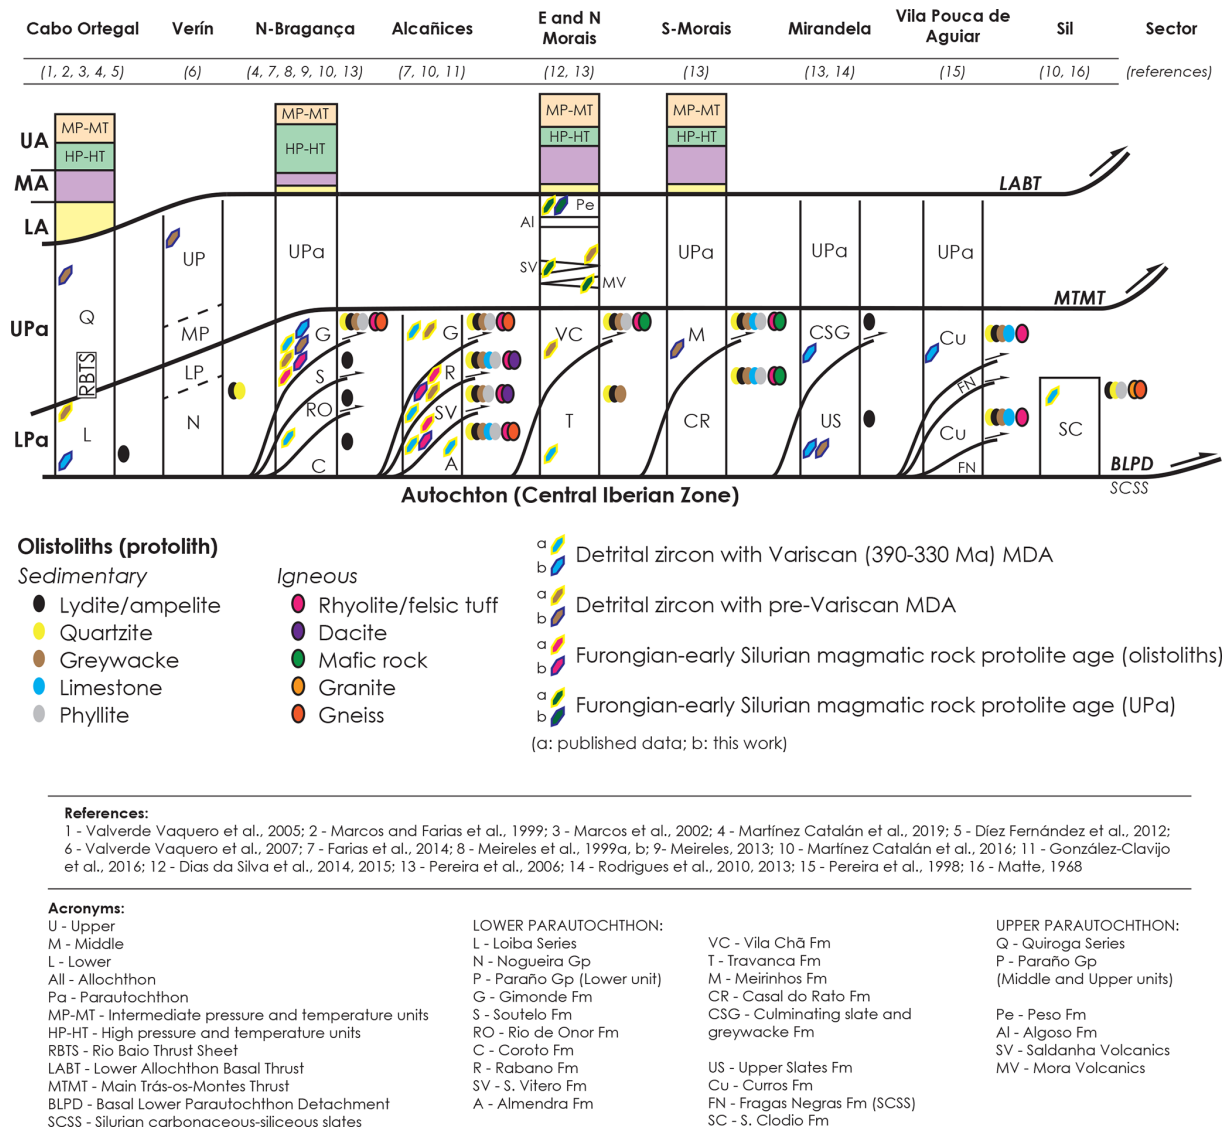 Cabo Ortegal Verín N-Bragança Alcañices E and N Morais S-Morais Mirandela Vila Pouca de Aguiar Sil Sector
(1, 2, 3, 4, 5) (6) (4, 7, 8, 9, 10, 13) (7, 10, 11) (12, 13) (13) (13, 14) (15) (10, 16) (references)
MP-MT MP-MT MP-MT MP-MT
UA HP-HT HP-HT HP-HT HP-HT
MA LABT
LA Pe
Al
UP UPa UPa UPa UPa
SV MV
MTMT
UPa Q MP G G VC M CSG Cu
RBTS LP S R FN
LPa L N RO SV T CR US Cu SC
C A FN BLPD
SCSS
Autochton (Central Iberian Zone)
Olistoliths (protolith)
Sedimentary Igneous
Lydite/ampelite Rhyolite/felsic tuff
Quartzite Dacite
Greywacke Mafic rock
Limestone Granite
Phyllite Gneiss
a
b Detrital zircon with Variscan (390-330 Ma) MDA
a
b Detrital zircon with pre-Variscan MDA
a
b Furongian-early Silurian magmatic rock protolite age (olistoliths)
a
b Furongian-early Silurian magmatic rock protolite age (UPa)
(a: published data; b: this work)
References:
1 - Valverde Vaquero et al., 2005; 2 - Marcos and Farias et al., 1999; 3 - Marcos et al., 2002; 4 - Martínez Catalán et al., 2019; 5 - Díez Fernández et al., 2012;
6 - Valverde Vaquero et al., 2007; 7 - Farias et al., 2014; 8 - Meireles et al., 1999a, b; 9- Meireles, 2013; 10 - Martínez Catalán et al., 2016; 11 - González-Clavijo
et al., 2016; 12 - Dias da Silva et al., 2014, 2015; 13 - Pereira et al., 2006; 14 - Rodrigues et al., 2010, 2013; 15 - Pereira et al., 1998; 16 - Matte, 1968
Acronyms:
U - Upper
M - Middle
L - Lower
All - Allochthon
Pa - Parautochthon
MP-MT - Intermediate pressure and temperature units
HP-HT - High pressure and temperature units
RBTS - Rio Baio Thrust Sheet
LABT - Lower Allochthon Basal Thrust
MTMT - Main Trás-os-Montes Thrust
BLPD - Basal Lower Parautochthon Detachment
SCSS - Silurian carbonaceous-siliceous slates
LOWER PARAUTOCHTHON:
L - Loiba Series
N - Nogueira Gp
P - Paraño Gp (Lower unit)
G - Gimonde Fm
S - Soutelo Fm
RO - Rio de Onor Fm
C - Coroto Fm
R - Rabano Fm
SV - S. Vitero Fm
A - Almendra Fm
VC - Vila Chã Fm
T - Travanca Fm
M - Meirinhos Fm
CR - Casal do Rato Fm
CSG - Culminating slate and
greywacke Fm
US - Upper Slates Fm
Cu - Curros Fm
FN - Fragas Negras Fm (SCSS)
SC - S. Clodio Fm
UPPER PARAUTOCHTHON:
Q - Quiroga Series
P - Paraño Gp
(Middle and Upper units)
Pe - Peso Fm
Al - Algoso Fm
SV - Saldanha Volcanics
MV - Mora Volcanics